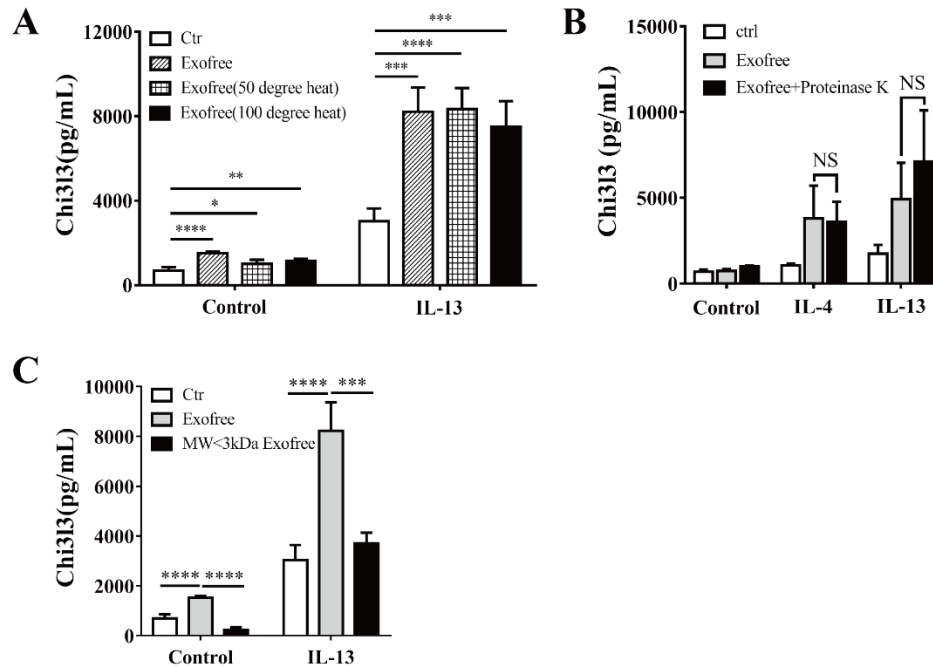 A
Chi3l3(pg/mL)
12000
8000
4000
0
Ctr
Exofree
Exofree(50 degree heat)
Exofree(100 degree heat)
****
*
**
***
****
***
Control
IL-13
B
Chi3l3 (pg/mL)
15000
10000
5000
0
ctrl
Exofree
Exofree+Proteinase K
NS
NS
Control
IL-4
IL-13
C
Chi3l3(pg/mL)
10000
8000
6000
4000
2000
0
Ctr
Exofree
MW<3kDa Exofree
****
****
****
***
Control
IL-13